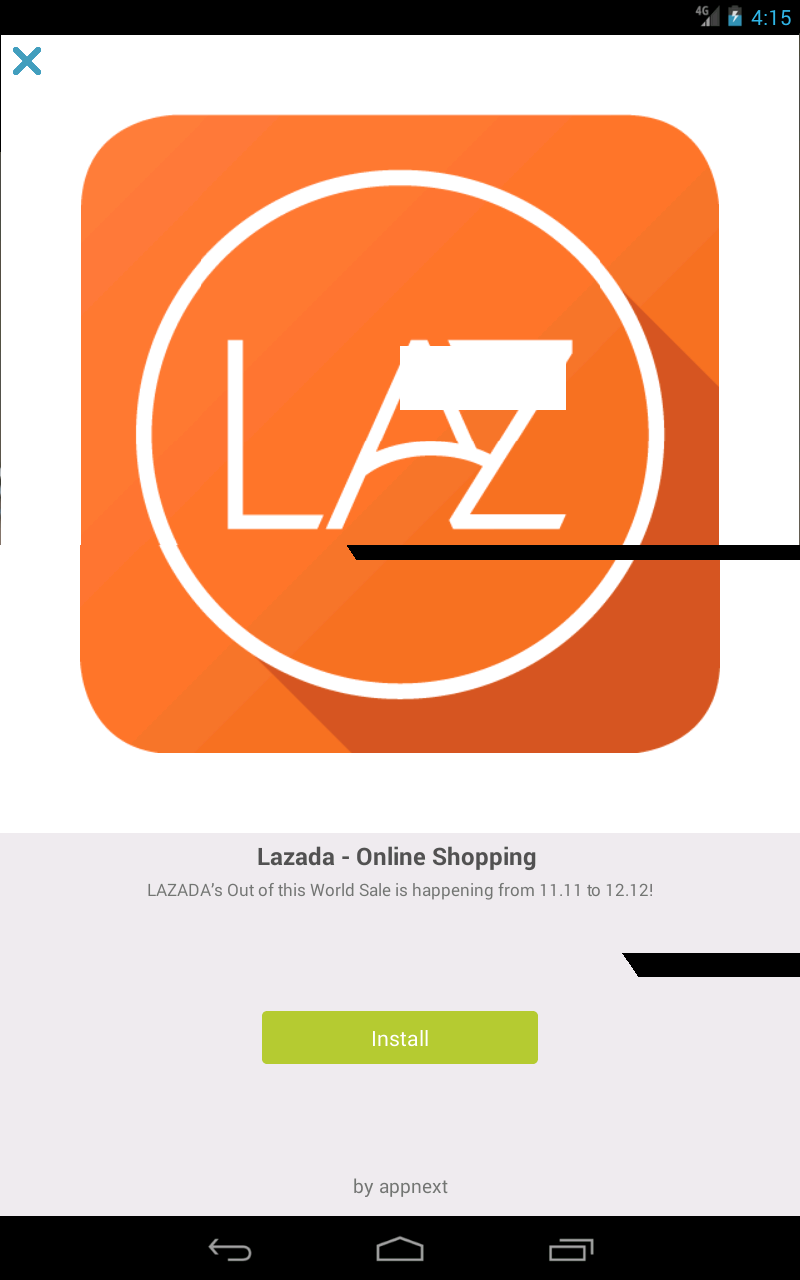 4G 4:15
LAZ
Lazada - Online Shopping
LAZADA's Out of this World Sale is happening from 11.11 to 12.12!
Install
by appnext